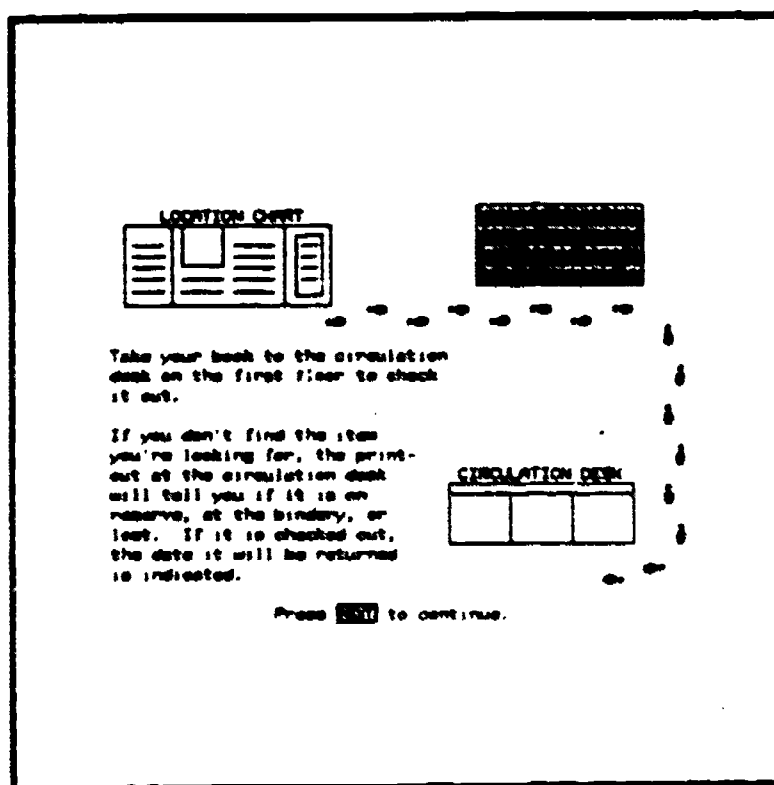 LOCATION CHART
Take your book to the circulation
desk on the first floor to check
it out.
If you don't find the item
you're looking for, the print-
out at the circulation desk
will tell you if it is on
reserve, at the bindery, or
lost. If it is checked out,
the date it will be returned
is indicated.
CIRCULATION DESK
Press NEXT to continue.